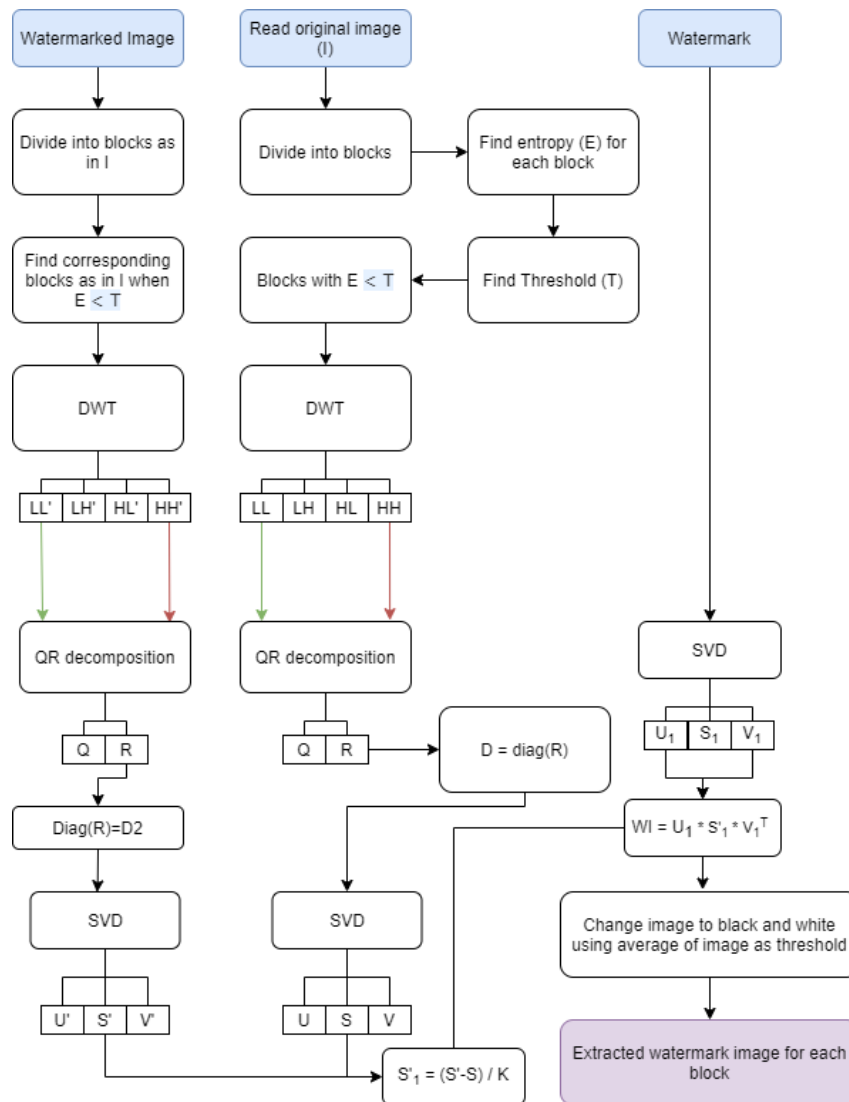 Watermarked Image
Read original image
(I)
Watermark
Divide into blocks as
in I
Divide into blocks
Find entropy (E) for
each block
Find corresponding
blocks as in I when
E < T
Blocks with E < T
Find Threshold (T)
DWT
DWT
LL' LH' HL' HH'
LL LH HL HH
QR decomposition
QR decomposition
SVD
Q R
Q R
D = diag(R)
U₁ S₁ V₁
Diag(R)=D2
WI = U₁ * S'₁ * V₁ᵀ
SVD
SVD
Change image to black and white
using average of image as threshold
U' S' V'
U S V
S'₁ = (S'-S) / K
Extracted watermark image for each
block